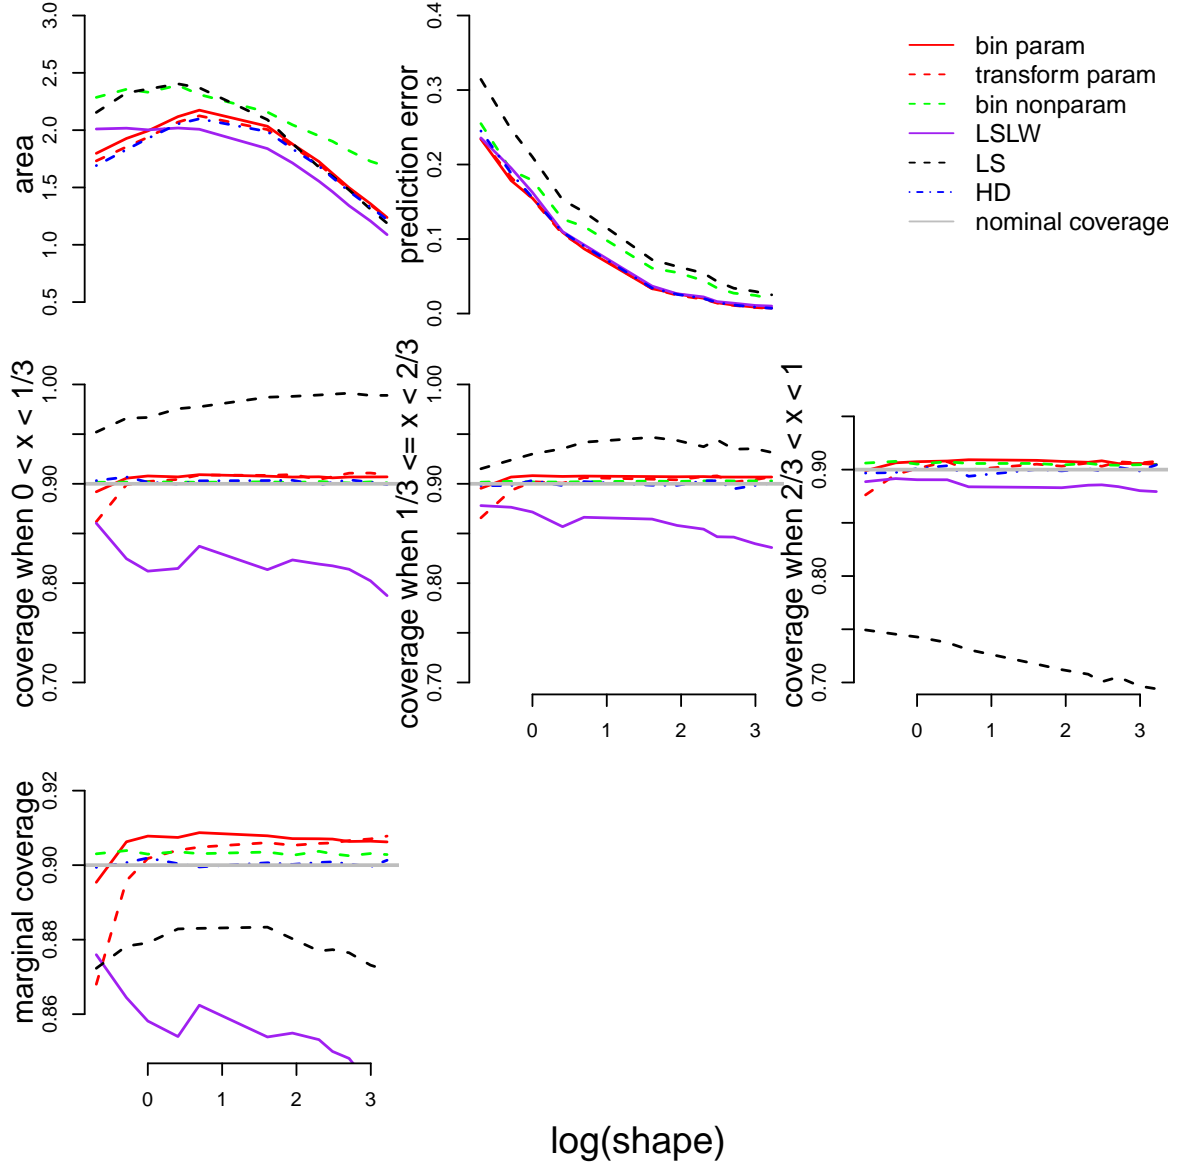 area
3.0
2.5
2.0
1.5
1.0
0.5
prediction error
0.4
0.3
0.2
0.1
0.0
bin param
transform param
bin nonparam
LSLW
LS
HD
nominal coverage
coverage when 0 < x < 1/3
1.00
0.90
0.80
0.70
coverage when 1/3 <= x < 2/3
1.00
0.90
0.80
0.70
0 1 2 3
coverage when 2/3 < x < 1
0.90
0.80
0.70
0 1 2 3
marginal coverage
0.92
0.90
0.88
0.86
0 1 2 3
log(shape)